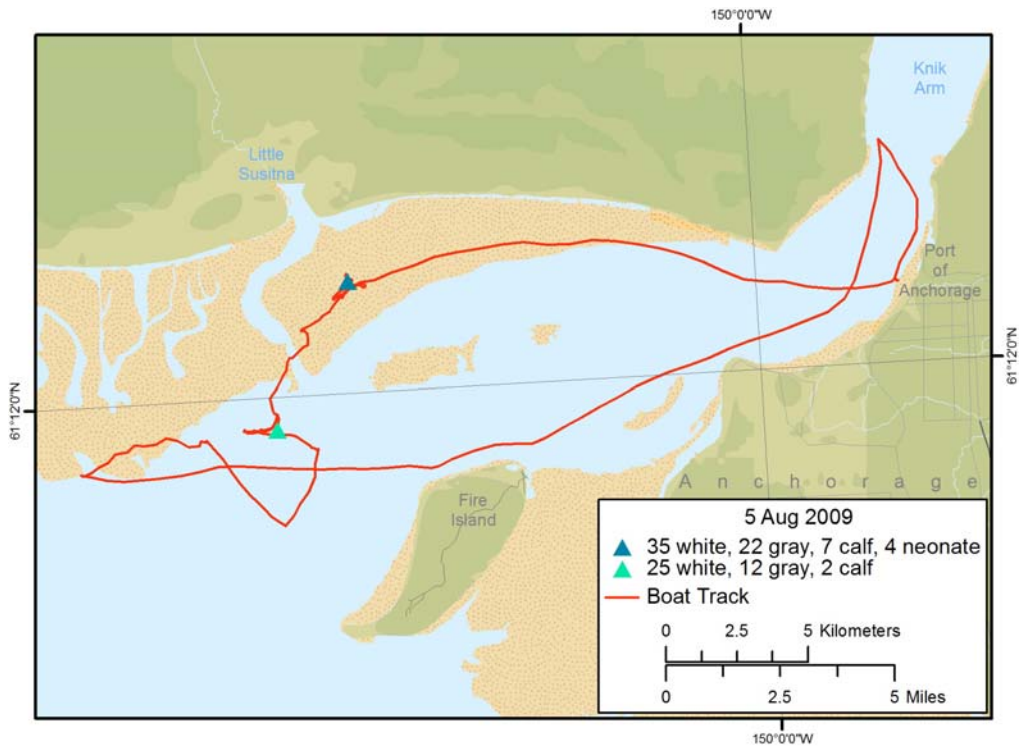 150°0'0"W
Knik
Arm
Little
Susitna
Port
of
Anchorage
61°12'0"N
61°12'0"N
Anchorage
Fire
Island
5 Aug 2009
35 white, 22 gray, 7 calf, 4 neonate
25 white, 12 gray, 2 calf
Boat Track
0 2.5 5 Kilometers
0 2.5 5 Miles
150°0'0"W